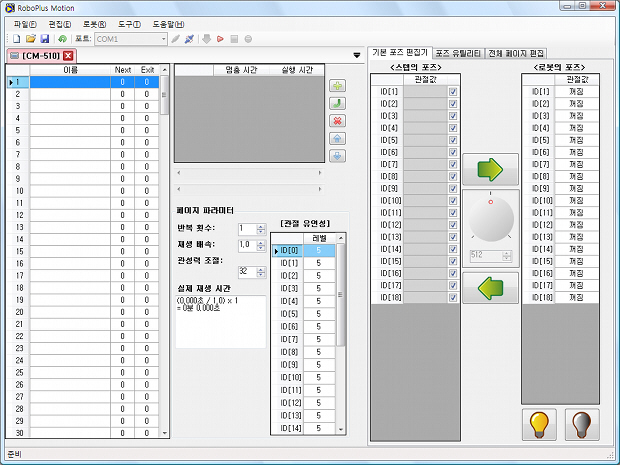 RoboPlus Motion
파일(F) 편집(E) 로봇(R) 도구(T) 도움말(H)
포트: COM1
[CM-510]
이름 Next Exit
1 0 0
2 0 0
3 0 0
4 0 0
5 0 0
6 0 0
7 0 0
8 0 0
9 0 0
10 0 0
11 0 0
12 0 0
13 0 0
14 0 0
15 0 0
16 0 0
17 0 0
18 0 0
19 0 0
20 0 0
21 0 0
22 0 0
23 0 0
24 0 0
25 0 0
26 0 0
27 0 0
28 0 0
29 0 0
30 0 0
멈춤 시간 실행 시간
페이지 파라미터
반복 횟수: 1
재생 배속: 1,0
관성력 조절:
32
실제 재생 시간
(0,000초 / 1,0) x 1
= 0분 0,000초
[관절 유연성]
레벨
ID[0] 5
ID[1] 5
ID[2] 5
ID[3] 5
ID[4] 5
ID[5] 5
ID[6] 5
ID[7] 5
ID[8] 5
ID[9] 5
ID[10] 5
ID[11] 5
ID[12] 5
ID[13] 5
ID[14] 5
기본 포즈 편집기 포즈 유틸리티 전체 페이지 편집
<스텝의 포즈>
관절값
ID[1]
ID[2]
ID[3]
ID[4]
ID[5]
ID[6]
ID[7]
ID[8]
ID[9]
ID[10]
ID[11]
ID[12]
ID[13]
ID[14]
ID[15]
ID[16]
ID[17]
ID[18]
512
<로봇의 포즈>
관절값
ID[1] 꺼짐
ID[2] 꺼짐
ID[3] 꺼짐
ID[4] 꺼짐
ID[5] 꺼짐
ID[6] 꺼짐
ID[7] 꺼짐
ID[8] 꺼짐
ID[9] 꺼짐
ID[10] 꺼짐
ID[11] 꺼짐
ID[12] 꺼짐
ID[13] 꺼짐
ID[14] 꺼짐
ID[15] 꺼짐
ID[16] 꺼짐
ID[17] 꺼짐
ID[18] 꺼짐
준비